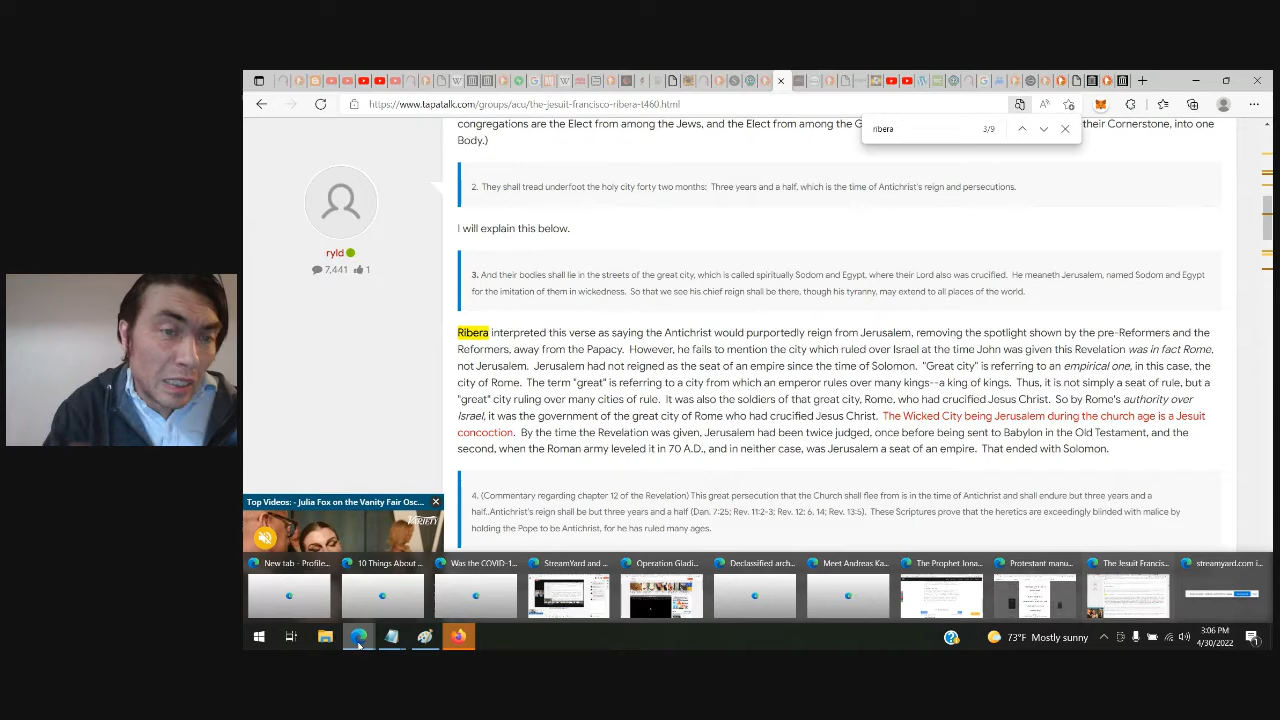 https://www.tapatalk.com/groups/acu/the-jesuit-francisco-ribera-t460.html
ribera
3/9
congregations are the Elect from among the Jews, and the Elect from among the G
their Cornerstone, into one
Body.)
2. They shall tread underfoot the holy city forty two months: Three years and a half, which is the time of Antichrist's reign and persecutions.
I will explain this below.
ryld
7,441
1
3. And their bodies shall lie in the streets of the great city, which is called spiritually Sodom and Egypt, where their Lord also was crucified. He meaneth Jerusalem, named Sodom and Egypt
for the imitation of them in wickedness. So that we see his chief reign shall be there, though his tyranny, may extend to all places of the world.
Ribera interpreted this verse as saying the Antichrist would purportedly reign from Jerusalem, removing the spotlight shown by the pre-Reformers and the
Reformers, away from the Papacy. However, he fails to mention the city which ruled over Israel at the time John was given this Revelation was in fact Rome,
not Jerusalem. Jerusalem had not reigned as the seat of an empire since the time of Solomon. "Great city" is referring to an empirical one, in this case, the
city of Rome. The term "great" is referring to a city from which an emperor rules over many kings--a king of kings. Thus, it is not simply a seat of rule, but a
"great" city ruling over many cities of rule. It was also the soldiers of that great city, Rome, who had crucified Jesus Christ. So by Rome's authority over
Israel, it was the government of the great city of Rome who had crucified Jesus Christ. The Wicked City being Jerusalem during the church age is a Jesuit
concoction. By the time the Revelation was given, Jerusalem had been twice judged, once before being sent to Babylon in the Old Testament, and the
second, when the Roman army leveled it in 70 A.D., and in neither case, was Jerusalem a seat of an empire. That ended with Solomon.
4. (Commentary regarding chapter 12 of the Revelation) This great persecution that the Church shall flee from is in the time of Antichrist and shall endure but three years and a
half..Antichrist's reign shall be but three years and a half (Dan. 7:25; Rev. 11:2-3; Rev. 12: 6, 14; Rev. 13:5). These Scriptures prove that the heretics are exceedingly blinded with malice by
holding the Pope to be Antichrist, for he has ruled many ages.
Top Videos: - Julia Fox on the Vanity Fair Osc...
VARIETY
New tab - Profile...
10 Things About ...
Was the COVID-1...
StreamYard and ...
Operation Gladi...
Declassified arch...
Meet Andreas Ka...
The Prophet Jona...
Protestant manu...
The Jesuit Francis...
streamyard.com i...
73°F Mostly sunny
3:06 PM
4/30/2022